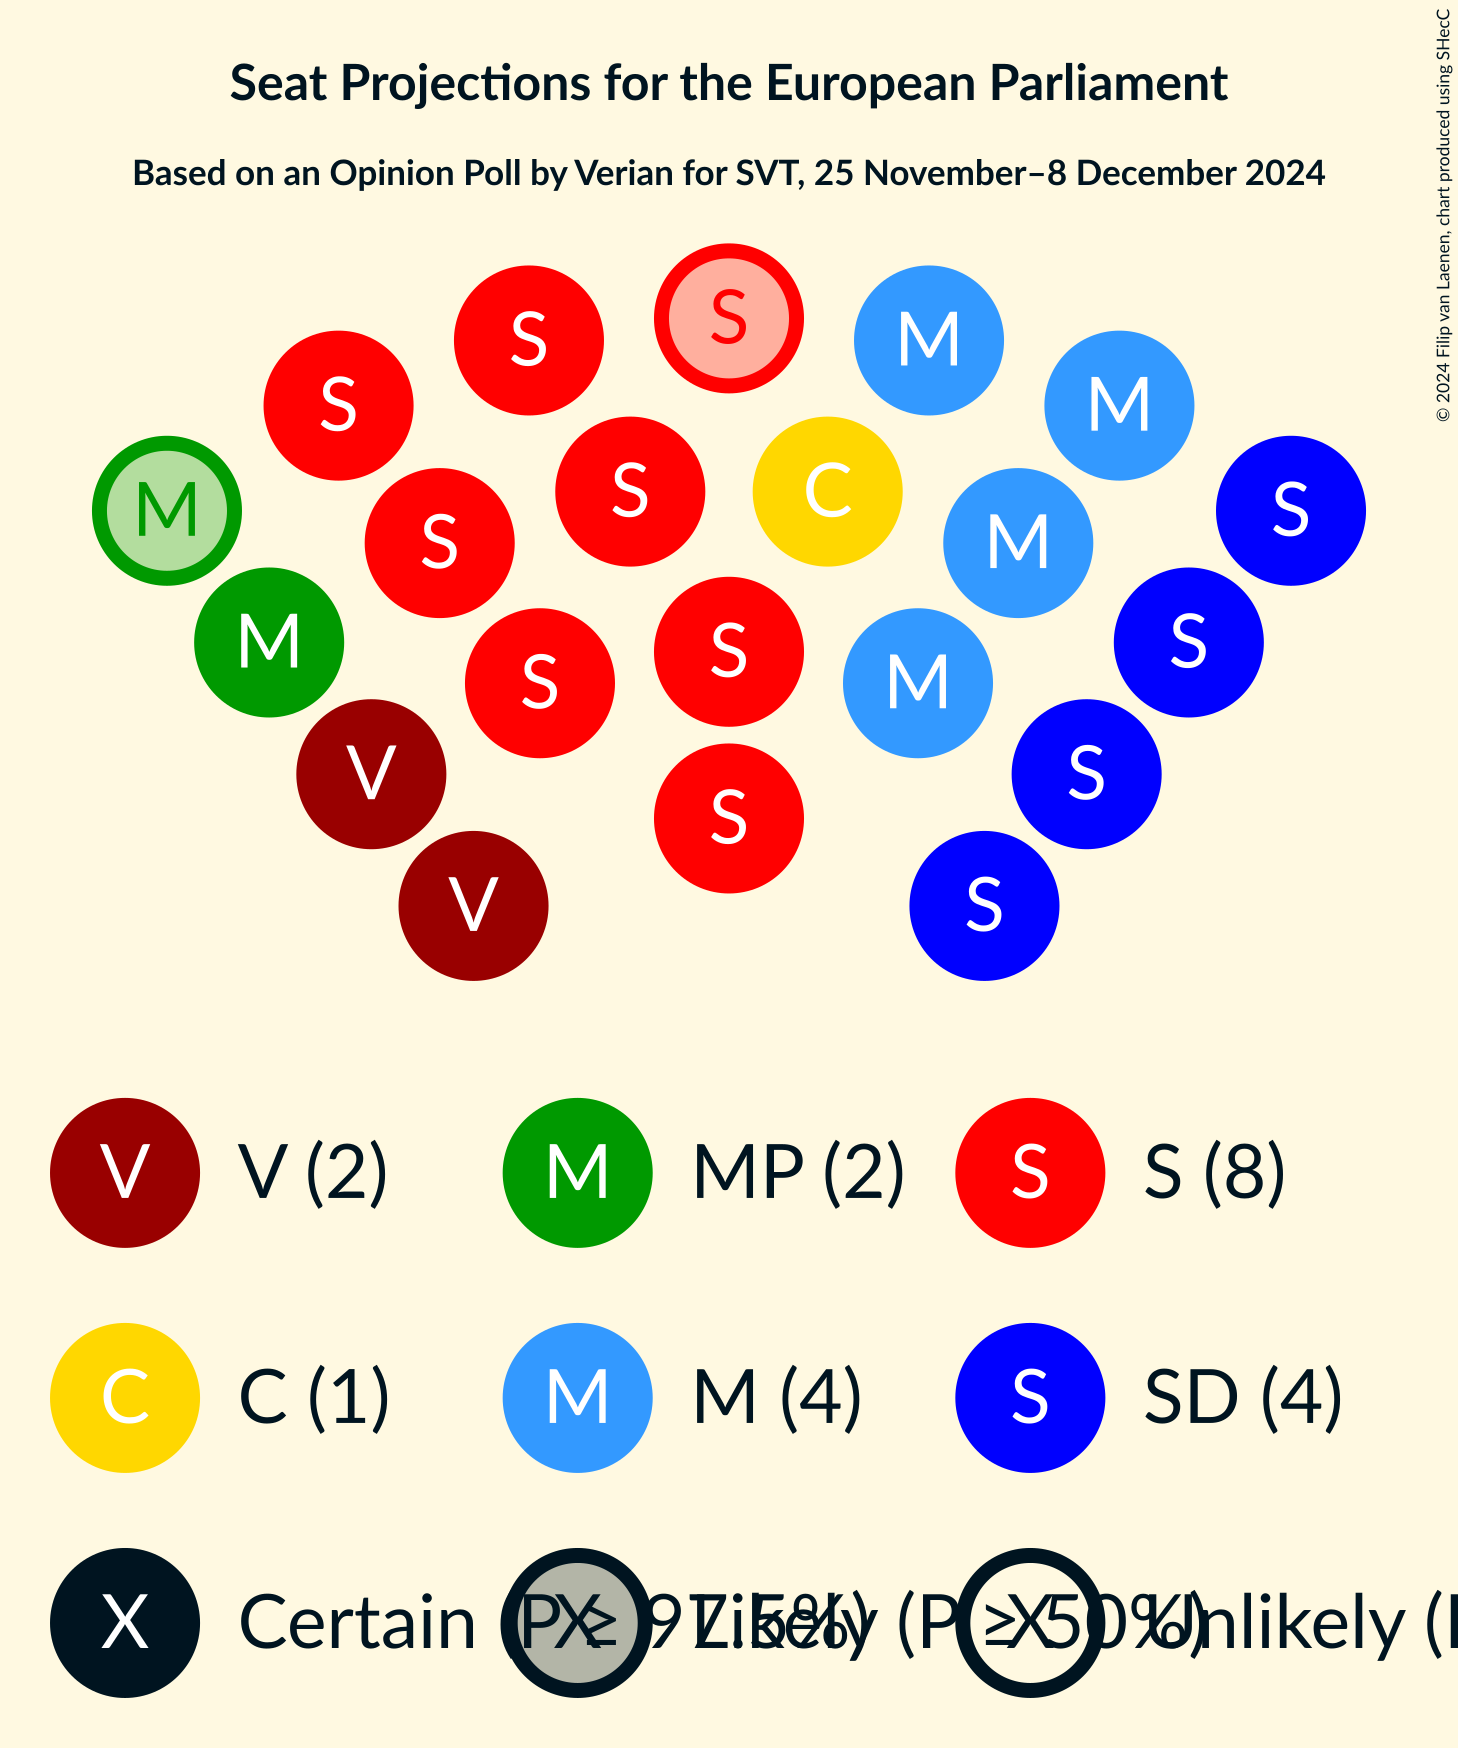 Seat Projections for the European Parliament
Based on an Opinion Poll by Verian for SVT, 25 November–8 December 2024
© 2024 Filip van Laenen, chart produced using SHecC
S
S
S
M
M
M
S
S
C
M
S
S
M
S
S
M
S
V
S
S
V
S
V V (2)
M MP (2)
S S (8)
C C (1)
M M (4)
S SD (4)
X Certain (P ≥ 97.5%)
X Likely (P ≥ 50%)
X Unlikely (